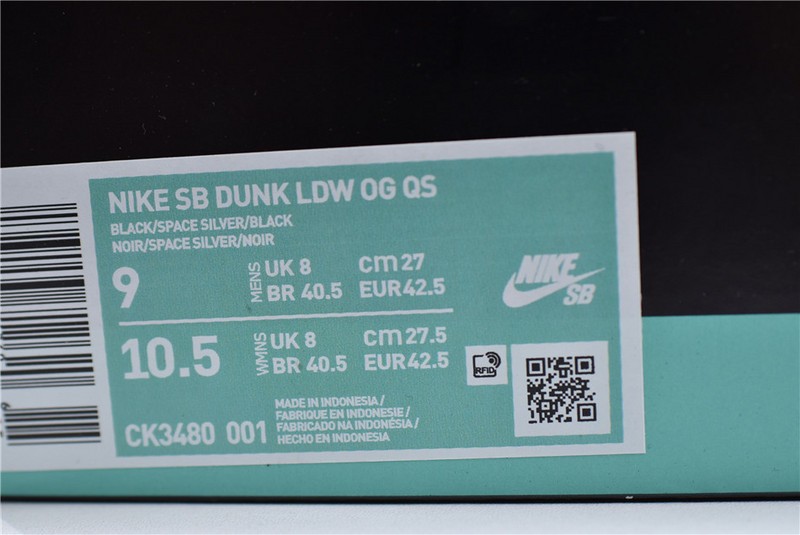 NIKE SB DUNK LDW OG QS
BLACK/SPACE SILVER/BLACK
NOIR/SPACE SILVER/NOIR
9 MENS UK 8 cm 27
BR 40.5 EUR 42.5
NIKE SB
10.5 WMNS UK 8 cm 27.5
BR 40.5 EUR 42.5
RFID
CK3480 001
MADE IN INDONESIA /
FABRIQUE EN INDONESIE /
FABRICADO NA INDONÉSIA /
HECHO EN INDONESIA